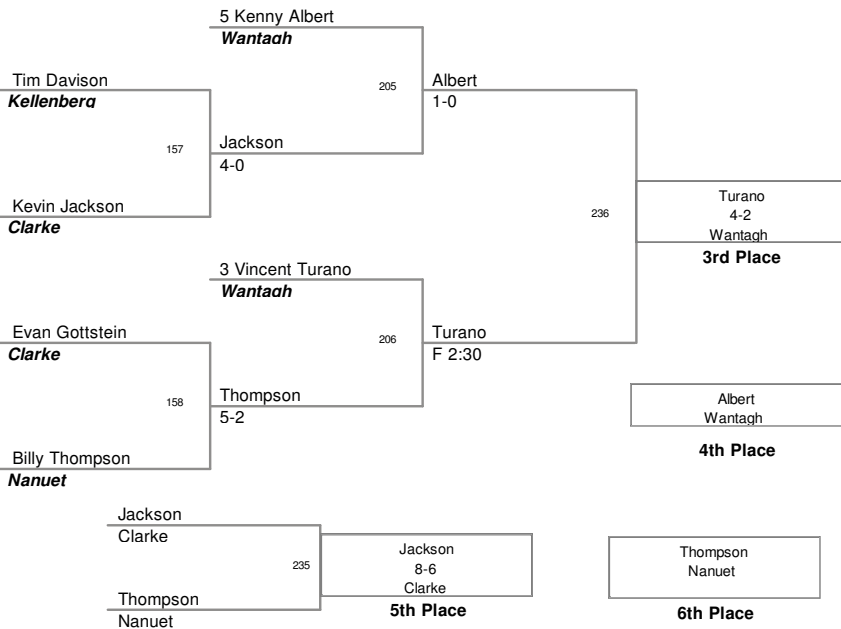 5 Kenny Albert
Wantagh
Tim Davison
Kellenberg
205
Albert
1-0
157
Jackson
4-0
Kevin Jackson
Clarke
236
Turano
4-2
Wantagh
3rd Place
3 Vincent Turano
Wantagh
Evan Gottstein
Clarke
206
Turano
F 2:30
158
Thompson
5-2
Albert
Wantagh
4th Place
Billy Thompson
Nanuet
Jackson
Clarke
235
Jackson
8-6
Clarke
5th Place
Thompson
Nanuet
6th Place
Thompson
Nanuet